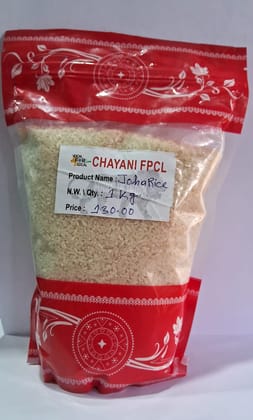 CHAYANI FPCL
Product Name : Joha Rice
N.W. \ Qty. : 1 Kg
Price : 130.00